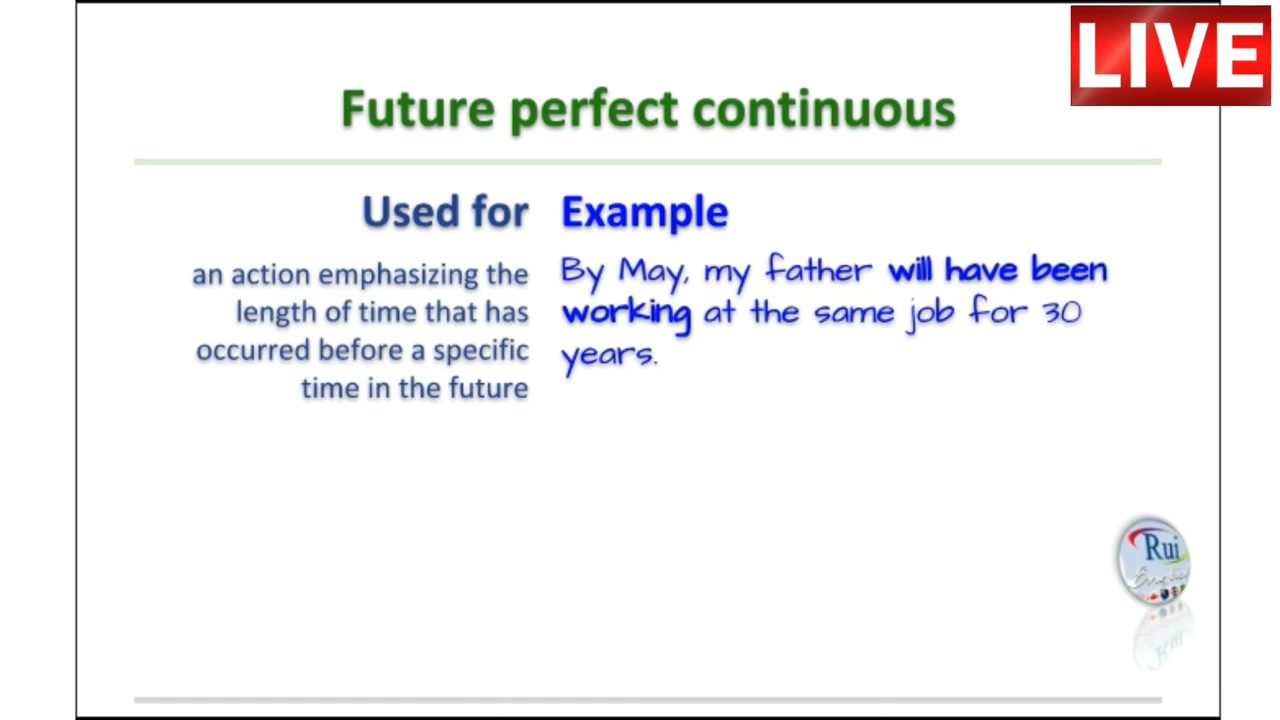 LIVE
Future perfect continuous
Used for
an action emphasizing the
length of time that has
occurred before a specific
time in the future
Example
By May, my father will have been
working at the same job for 30
years.
Rui